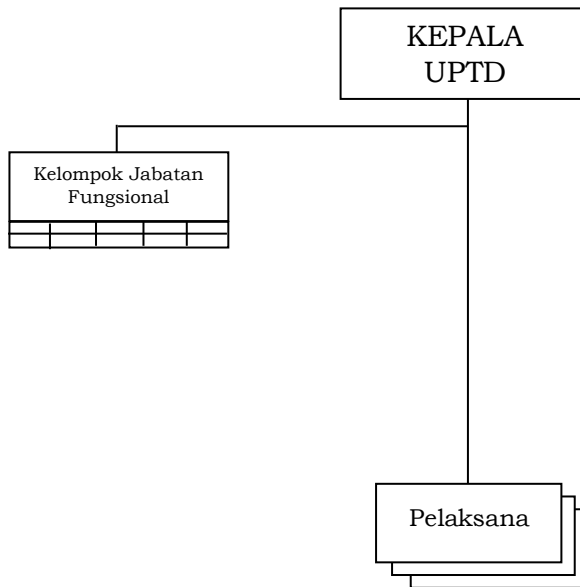 KEPALA
UPTD
Kelompok Jabatan
Fungsional
Pelaksana